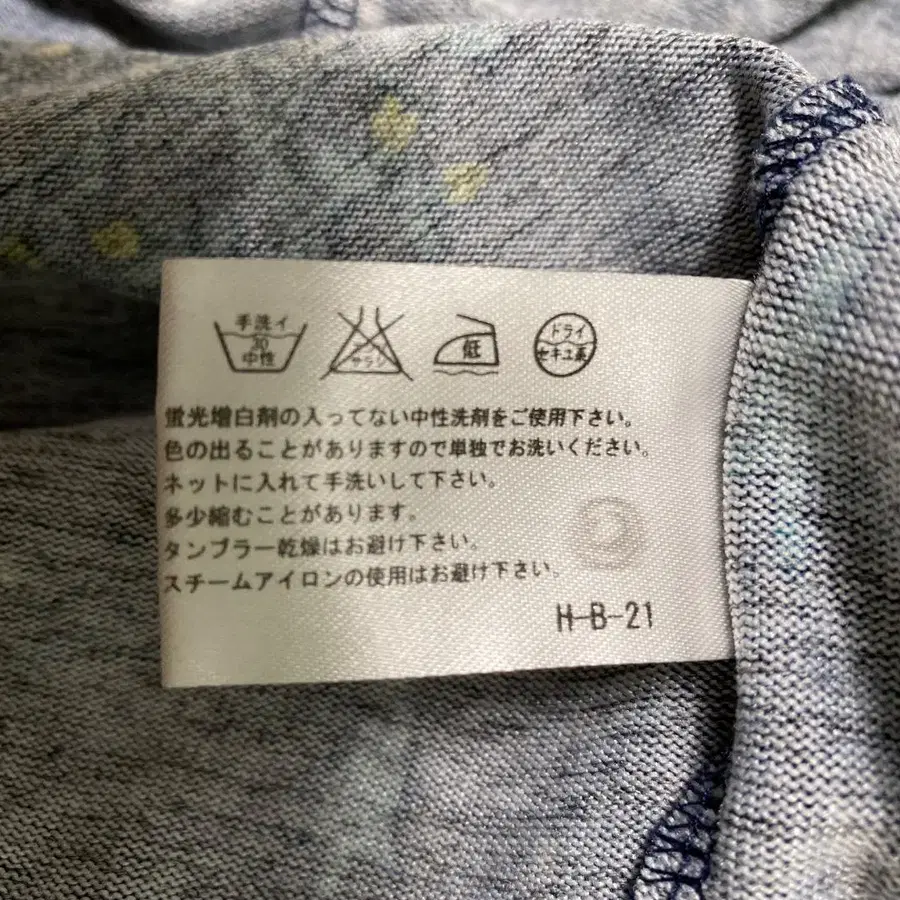 手洗イ
30
中性
サラシ
低
ドライ
セキユ系
蛍光増白剤の入ってない中性洗剤をご使用下さい。
色の出ることがありますので単独でお洗いください。
ネットに入れて手洗いして下さい。
多少縮むことがあります。
タンブラー乾燥はお避け下さい。
スチームアイロンの使用はお避け下さい。
H-B-21